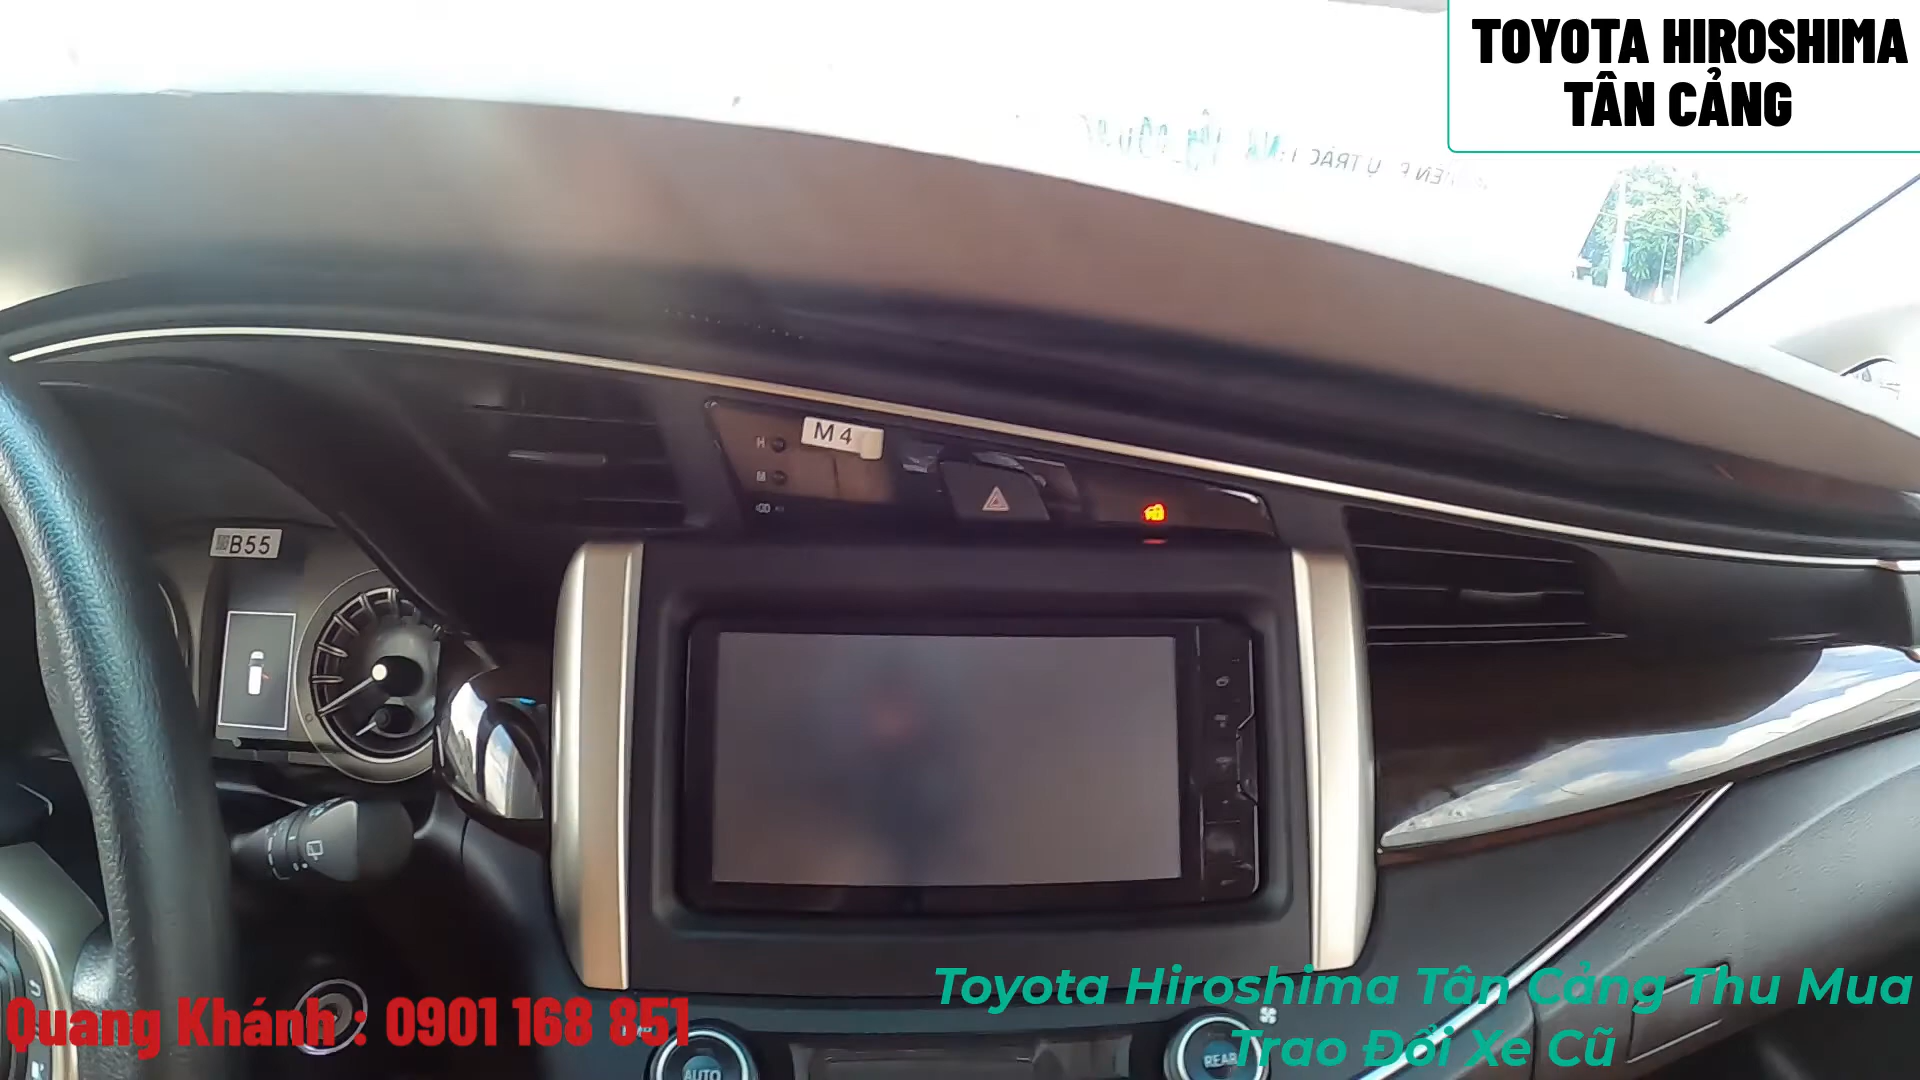 TOYOTA HIROSHIMA
TÂN CẢNG
M4
H
M
B55
Quang Khánh : 0901 168 851
Toyota Hiroshima Tân Cảng Thu Mua
Trao Đổi Xe Cũ
AUTO
REAR